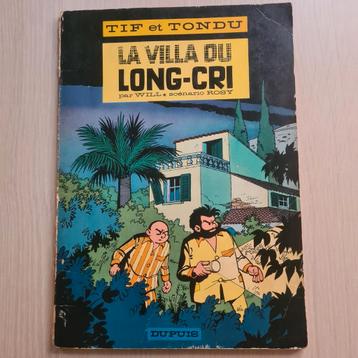 TIF et TONDU
LA VILLA DU
LONG-CRI
par WILL • scénario ROSY
DUPUIS